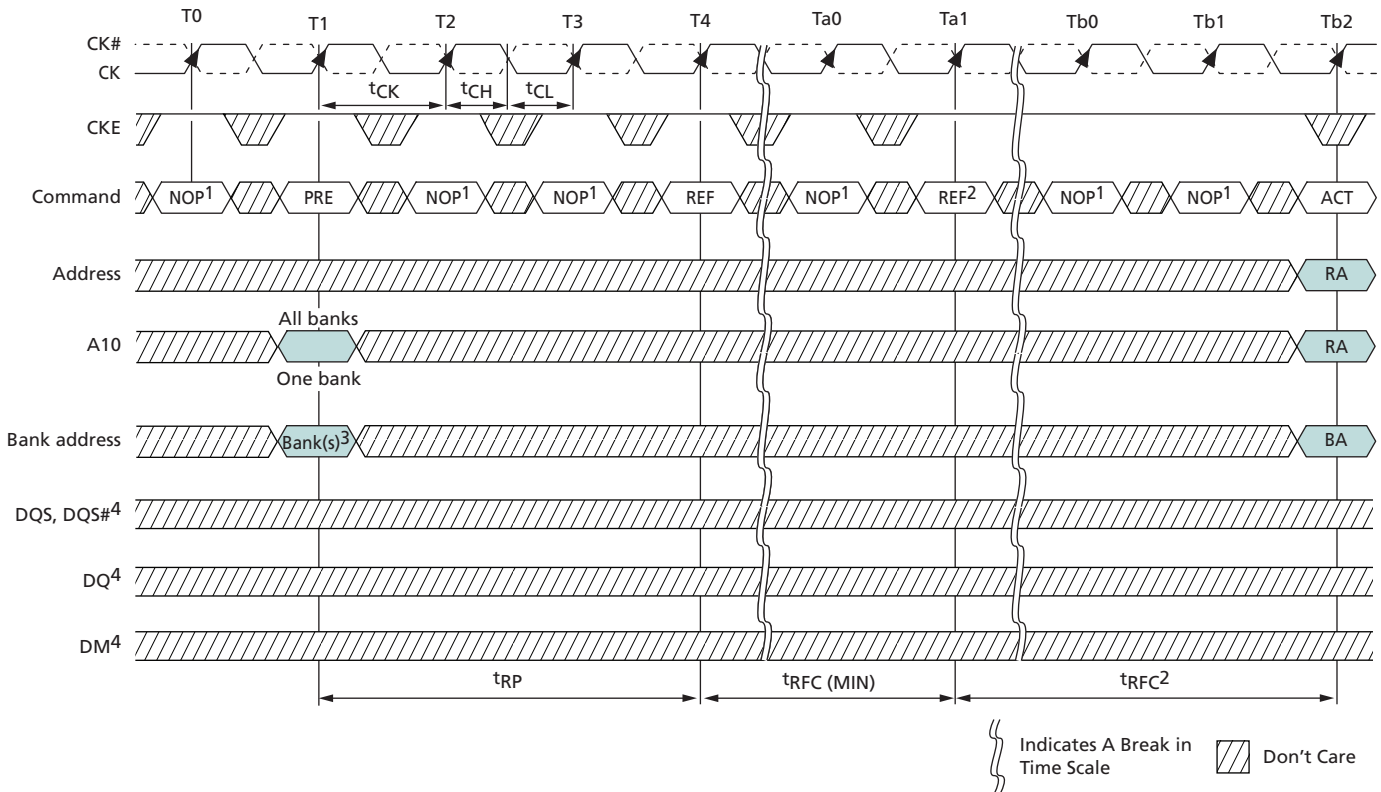 T0 T1 T2 T3 T4 Ta0 Ta1 Tb0 Tb1 Tb2
CK#
CK
tCK tCH tCL
CKE
Command NOP1 PRE NOP1 NOP1 REF NOP1 REF2 NOP1 NOP1 ACT
Address RA
All banks
A10 RA
One bank
Bank address Bank(s)3 BA
DQS, DQS#4
DQ4
DM4
tRP tRFC (MIN) tRFC2
Indicates A Break in
Time Scale
Don't Care